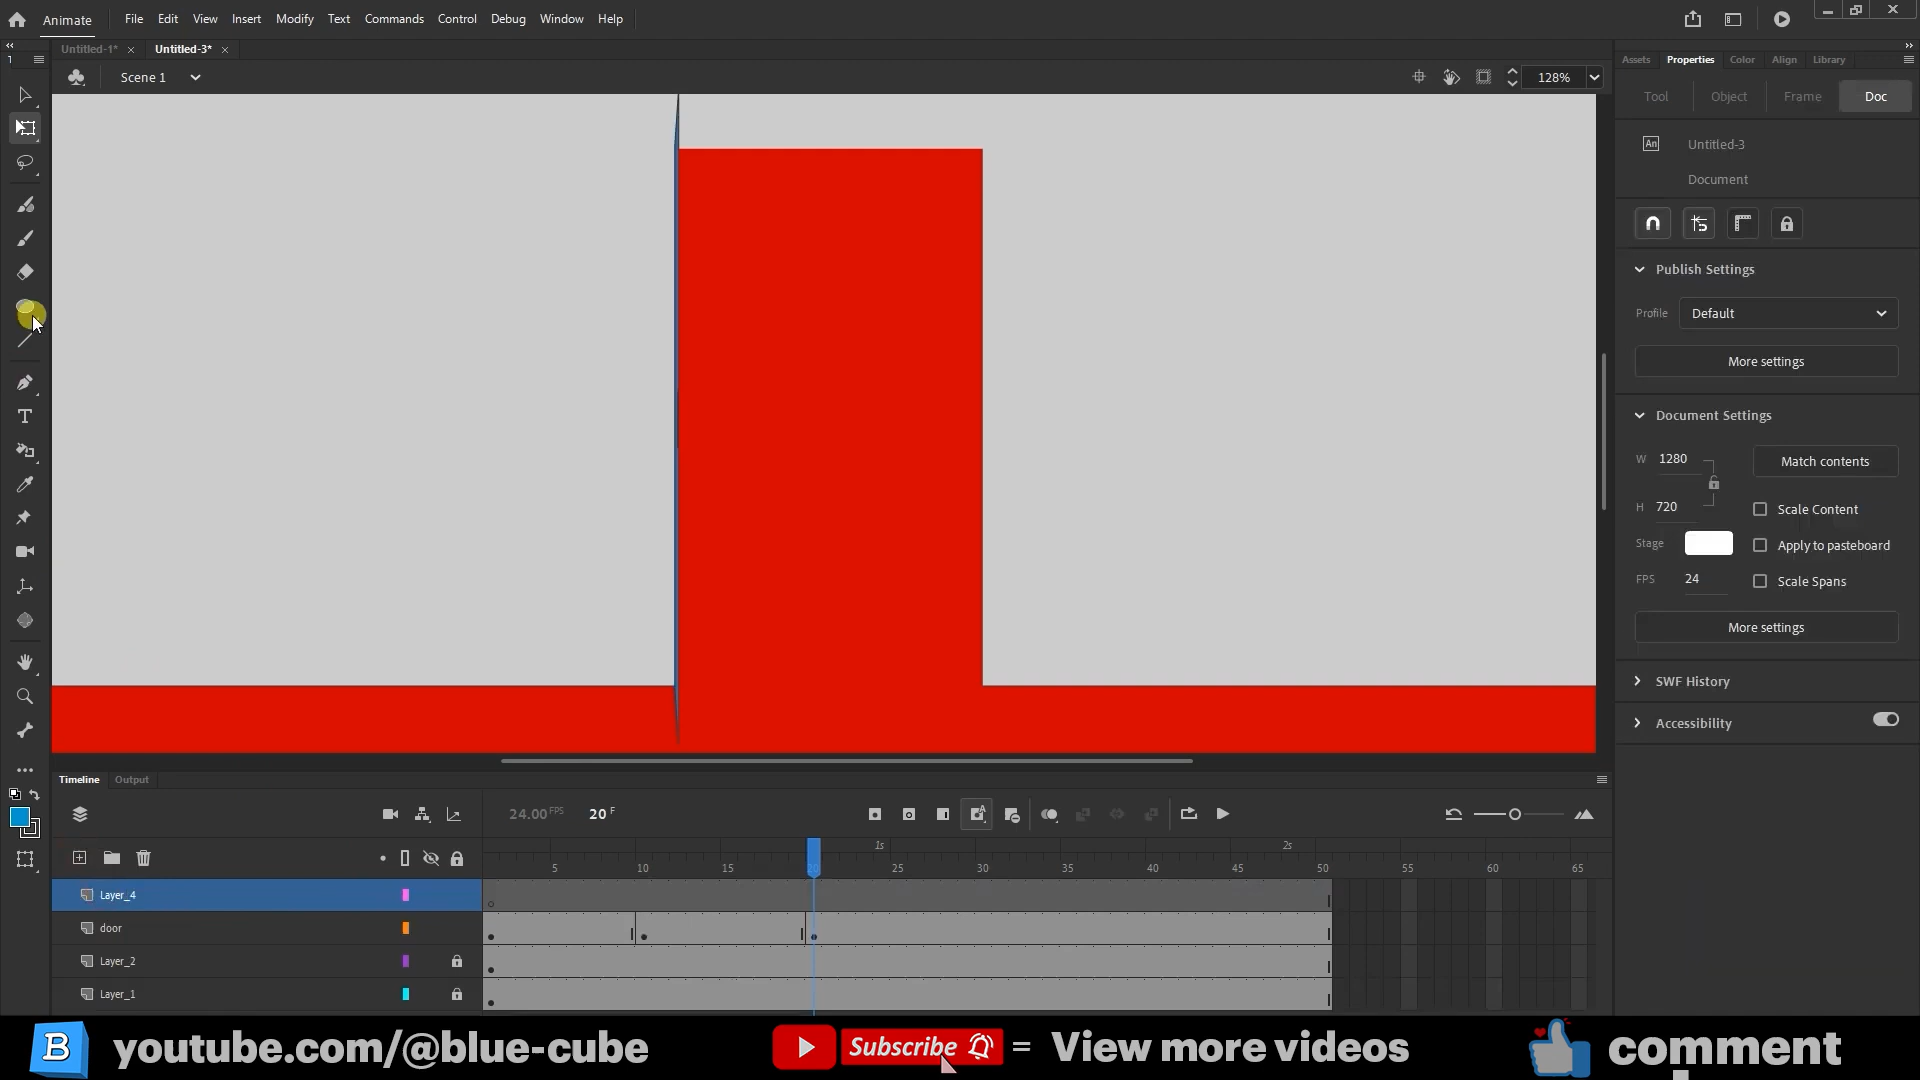 Animate File Edit View Insert Modify Text Commands Control Debug Window Help
Untitled-1* × Untitled-3* ×
Scene 1 128%
Assets Properties Color Align Library
Tool Object Frame Doc
An Untitled-3
Document
Publish Settings
Profile Default
More settings
Document Settings
W 1280 Match contents
H 720 Scale Content
Stage Apply to pasteboard
FPS 24 Scale Spans
More settings
SWF History
Accessibility
Timeline Output
24.00 FPS 20 F
1s 2s
5 10 15 20 25 30 35 40 45 50 55 60 65
Layer_4
door
Layer_2
Layer_1
B youtube.com/@blue-cube Subscribe = View more videos comment